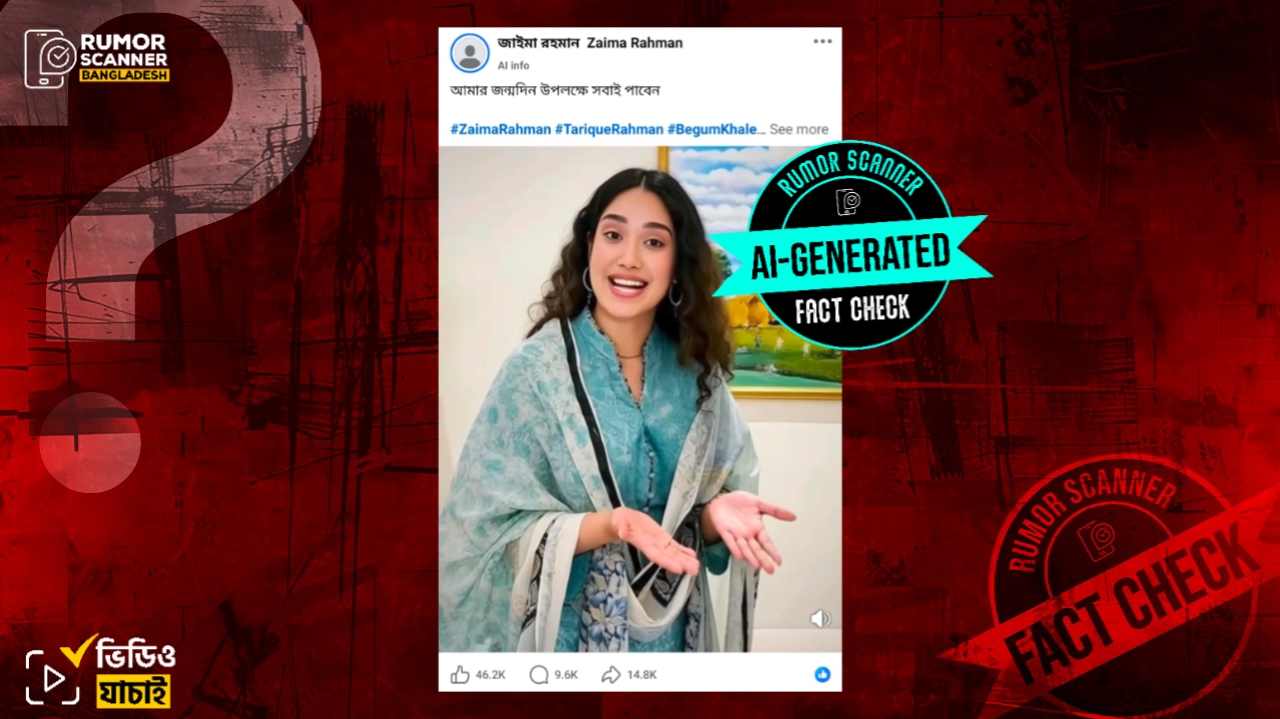 RUMOR
SCANNER
BANGLADESH
জাইমা রহমান Zaima Rahman
AI info
আমার জন্মদিন উপলক্ষে সবাই পাবেন
#ZaimaRahman #TariqueRahman #BegumKhale... See more
RUMOR SCANNER
AI-GENERATED
FACT CHECK
46.2K 9.6K 14.8K
RUMOR SCANNER
FACT CHECK
ভিডিও
যাচাই